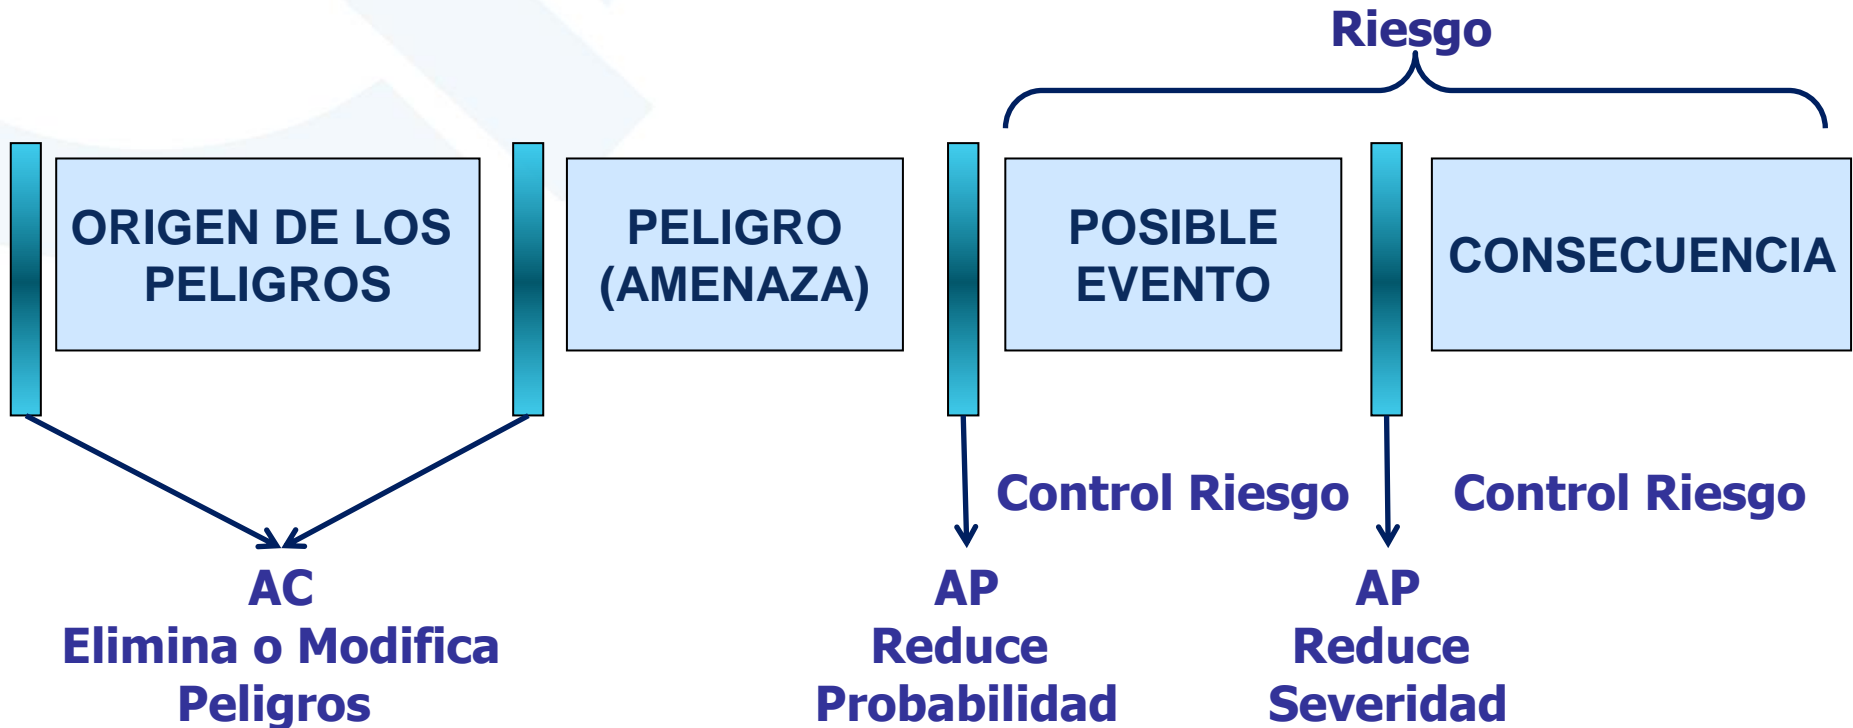 Riesgo
ORIGEN DE LOS
PELIGROS
PELIGRO
(AMENAZA)
POSIBLE
EVENTO
CONSECUENCIA
Control Riesgo
Control Riesgo
AC
Elimina o Modifica
Peligros
AP
Reduce
Probabilidad
AP
Reduce
Severidad